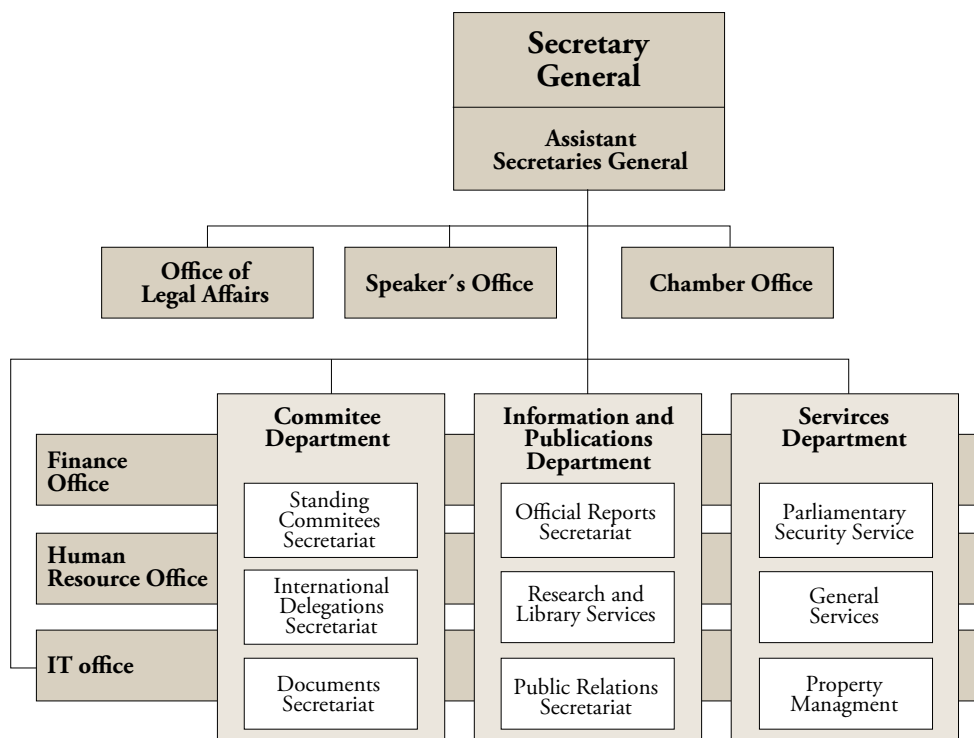 Secretary
General
Assistant
Secretaries General
Office of
Legal Affairs
Speaker´s Office
Chamber Office
Commitee
Department
Information and
Publications
Department
Servirces
Department
Finance
Office
Human
Resource Office
IT office
Standing
Commitees
Secretariat
International
Delegations
Secretariat
Documents
Secretariat
Official Reports
Secretariat
Research and
Library Services
Public Relations
Secretariat
Parliamentary
Security Service
General
Services
Property
Managment